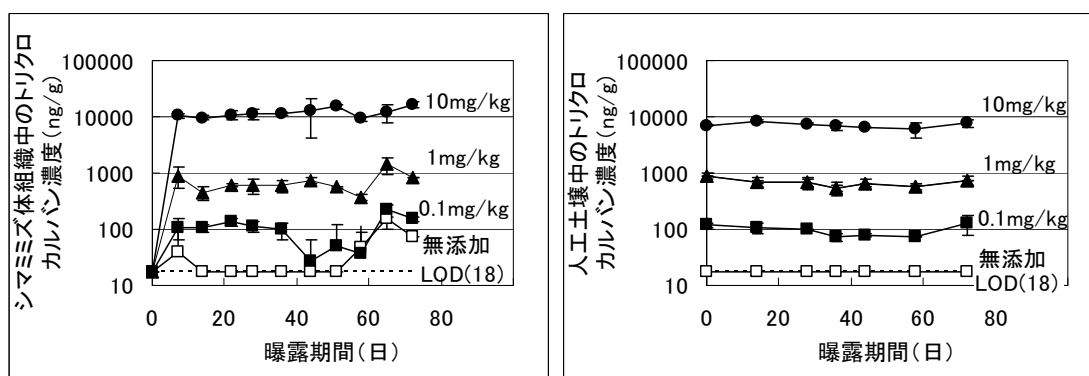 シマミミズ体組織中のトリクロ
カルバン濃度(ng/g)
100000
10000
1000
100
10
10mg/kg
1mg/kg
0.1mg/kg
無添加
LOD(18)
0
20
40
60
80
曝露期間(日)
人工土壌中のトリクロ
カルバン濃度(ng/g)
100000
10000
1000
100
10
10mg/kg
1mg/kg
0.1mg/kg
無添加
LOD(18)
0
20
40
60
80
曝露期間(日)